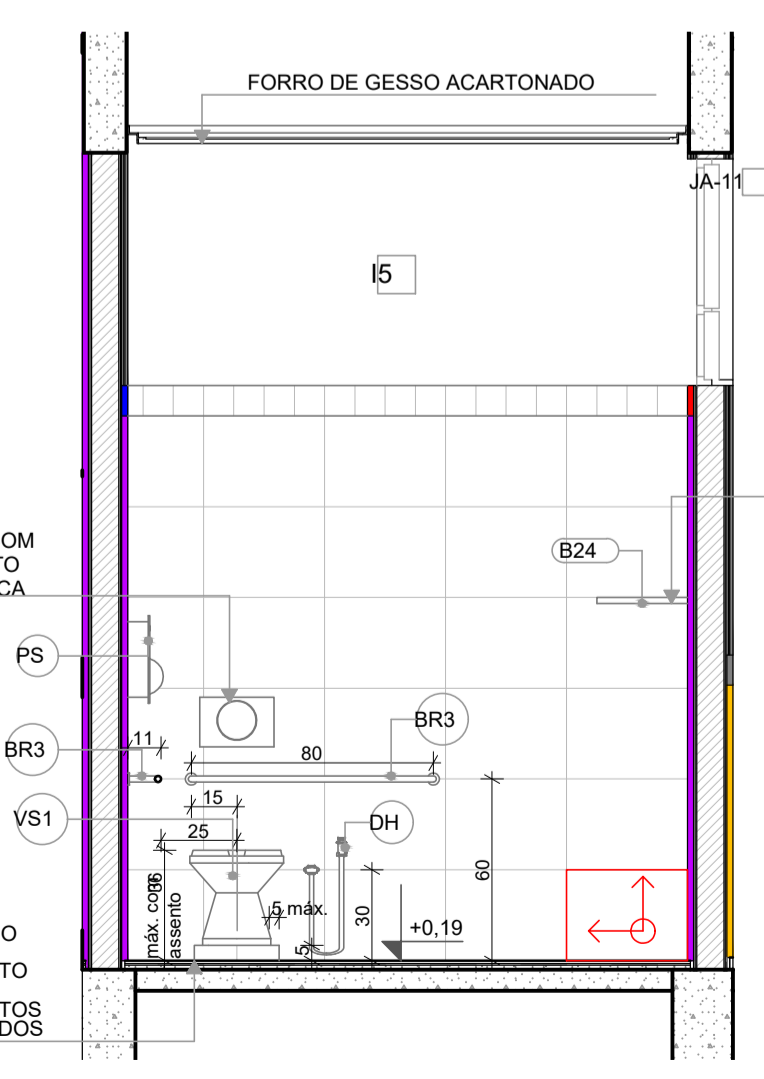 FORRO DE GESSO ACARTONADO
JA-11
I5
OM
TO
CA
B24
PS
11
BR3
BR3
80
15
VS1
DH
25
36
máx. com
assento
5 máx.
5
30
60
+0,19
O
TO
TOS
DOS